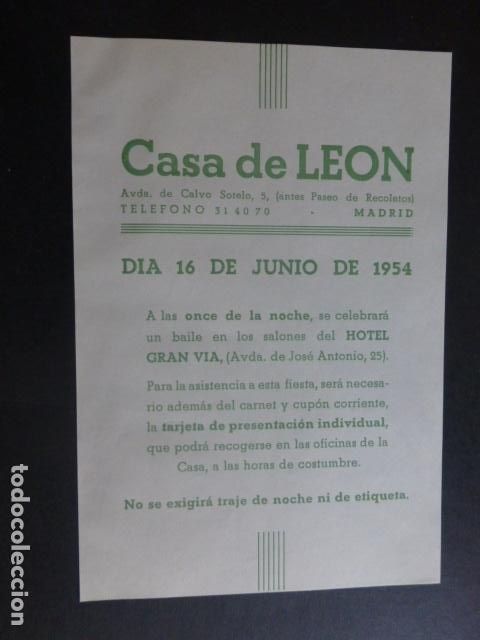 Casa de LEON
Avda. de Calvo Sotelo, 5, (antes Paseo de Recoletos)
TELEFONO 31 40 70 - MADRID
DIA 16 DE JUNIO DE 1954
A las once de la noche, se celebrará
un baile en los salones del HOTEL
GRAN VIA, (Avda. de José Antonio, 25).
Para la asistencia a esta fiesta, será necesa-
rio además del carnet y cupón corriente,
la tarjeta de presentación individual,
que podrá recogerse en las oficinas de la
Casa, a las horas de costumbre.
No se exigirá traje de noche ni de etiqueta.
todocoleccion